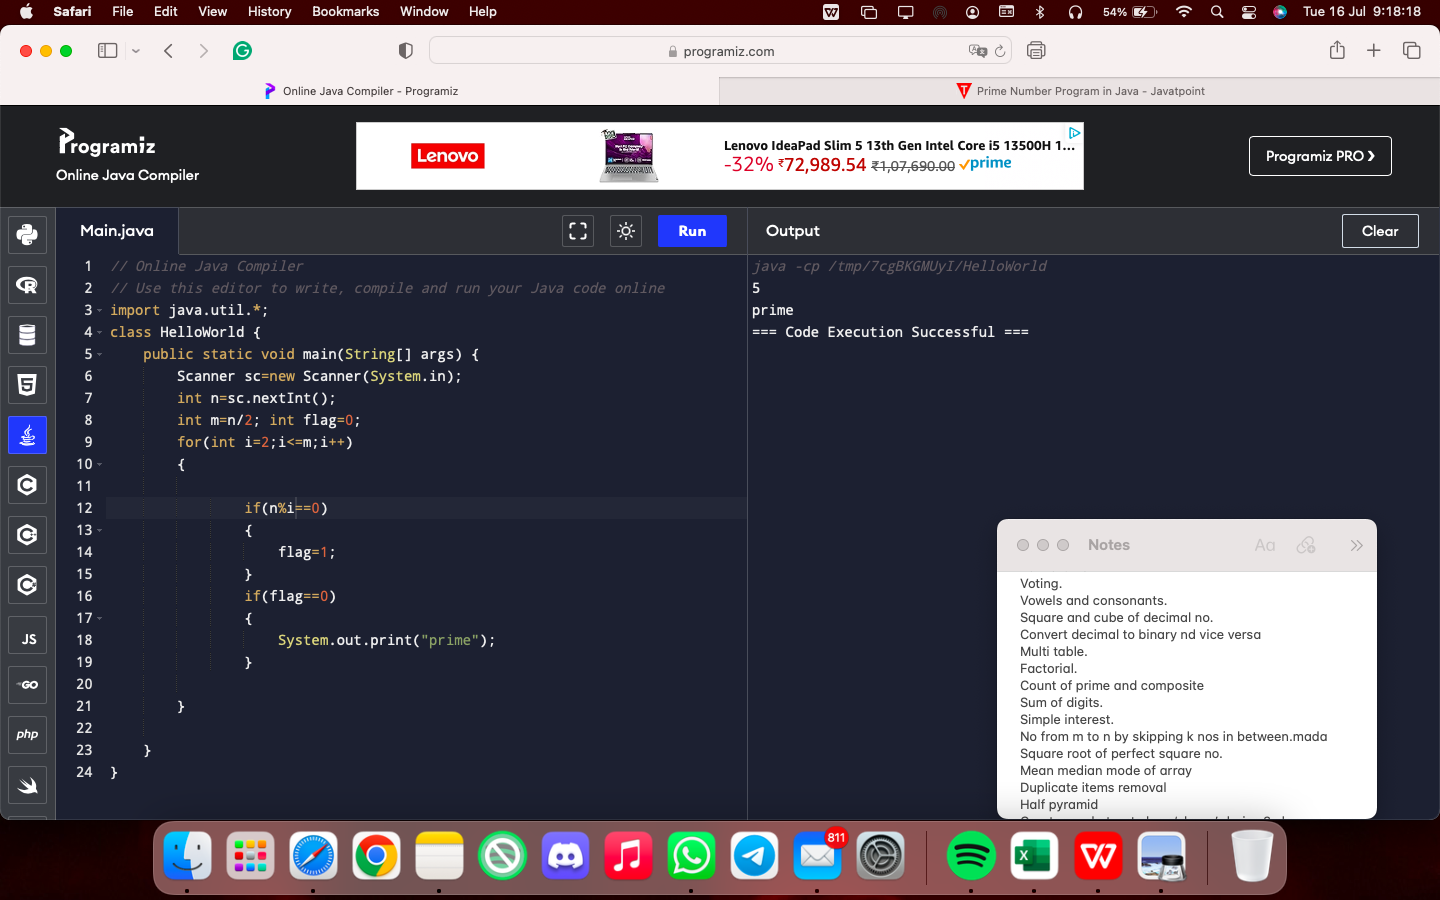 Safari File Edit View History Bookmarks Window Help 54% Tue 16 Jul 9:18:18
programiz.com
Online Java Compiler - Programiz
Prime Number Program in Java - Javatpoint
Programiz
Online Java Compiler
Lenovo
Lenovo IdeaPad Slim 5 13th Gen Intel Core i5 13500H 1...
-32% ₹72,989.54 ₹1,07,690.00 prime
Programiz PRO ❯
Main.java
Run
Output
Clear
1 // Online Java Compiler
2 // Use this editor to write, compile and run your Java code online
3 import java.util.*;
4 class HelloWorld {
5 public static void main(String[] args) {
6 Scanner sc=new Scanner(System.in);
7 int n=sc.nextInt();
8 int m=n/2; int flag=0;
9 for(int i=2;i<=m;i++)
10 {
11
12 if(n%i==0)
13 {
14 flag=1;
15 }
16 if(flag==0)
17 {
18 System.out.print("prime");
19 }
20
21 }
22
23 }
24 }
java -cp /tmp/7cgBKGMUyI/HelloWorld
5
prime
=== Code Execution Successful ===
JS
GO
php
Notes
Aa
Voting.
Vowels and consonants.
Square and cube of decimal no.
Convert decimal to binary nd vice versa
Multi table.
Factorial.
Count of prime and composite
Sum of digits.
Simple interest.
No from m to n by skipping k nos in between.mada
Square root of perfect square no.
Mean median mode of array
Duplicate items removal
Half pyramid
811